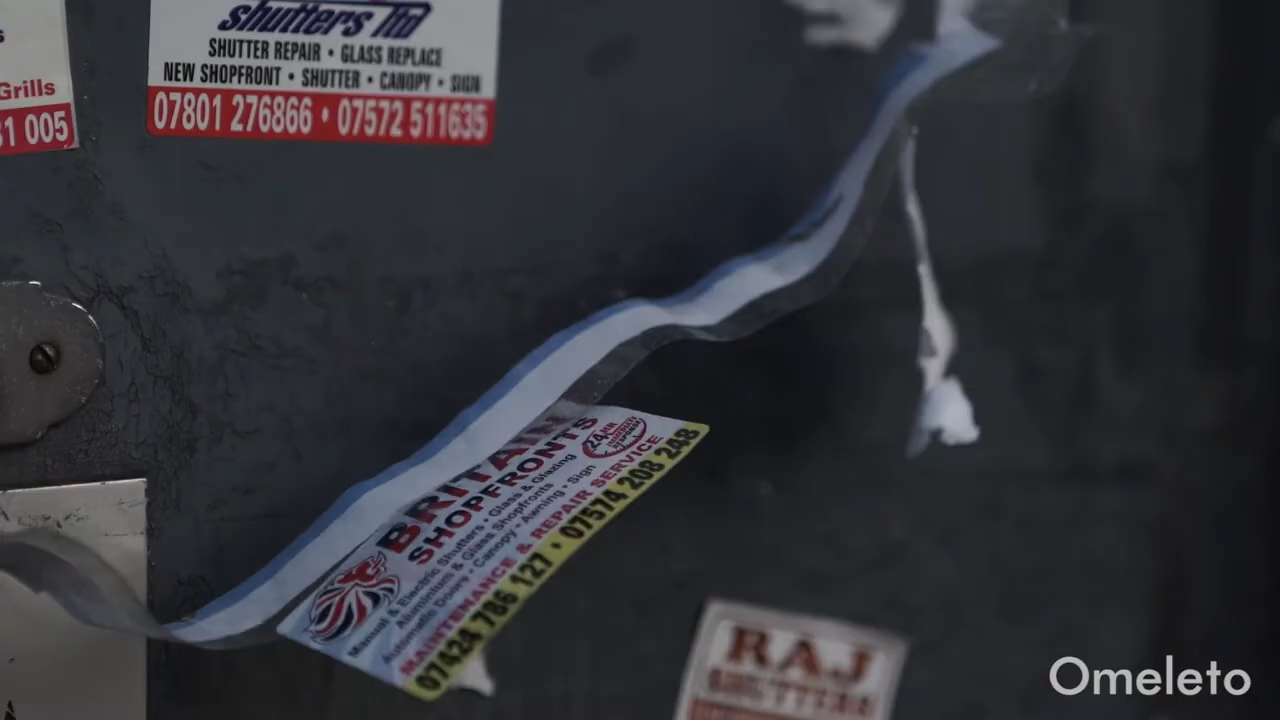 shutters ltd
SHUTTER REPAIR • GLASS REPLACE
NEW SHOPFRONT • SHUTTER • CANOPY • SIGN
07801 276866 • 07572 511635
Grills
31 005
BRITAIN
SHOPFRONTS
24HR
Manual & Electric Shutters • Glass & Glazing
Aluminium & Glass Shopfronts
Automatic Doors • Canopy • Awning • Sign
MAINTENANCE & REPAIR SERVICE
07424 786 127 • 07574 208 248
RAJ
SHUTTERS
Omeleto